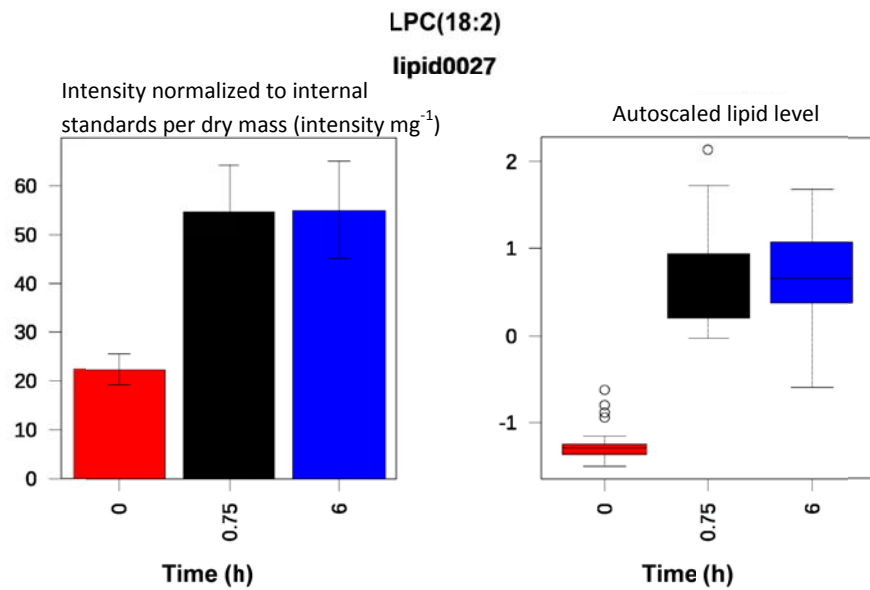 LPC(18:2)
lipid0027
Intensity normalized to internal
standards per dry mass (intensity mg⁻¹)
60
50
40
30
20
10
0
0
0.75
6
Time (h)
Autoscaled lipid level
2
1
0
-1
0
0.75
6
Time (h)